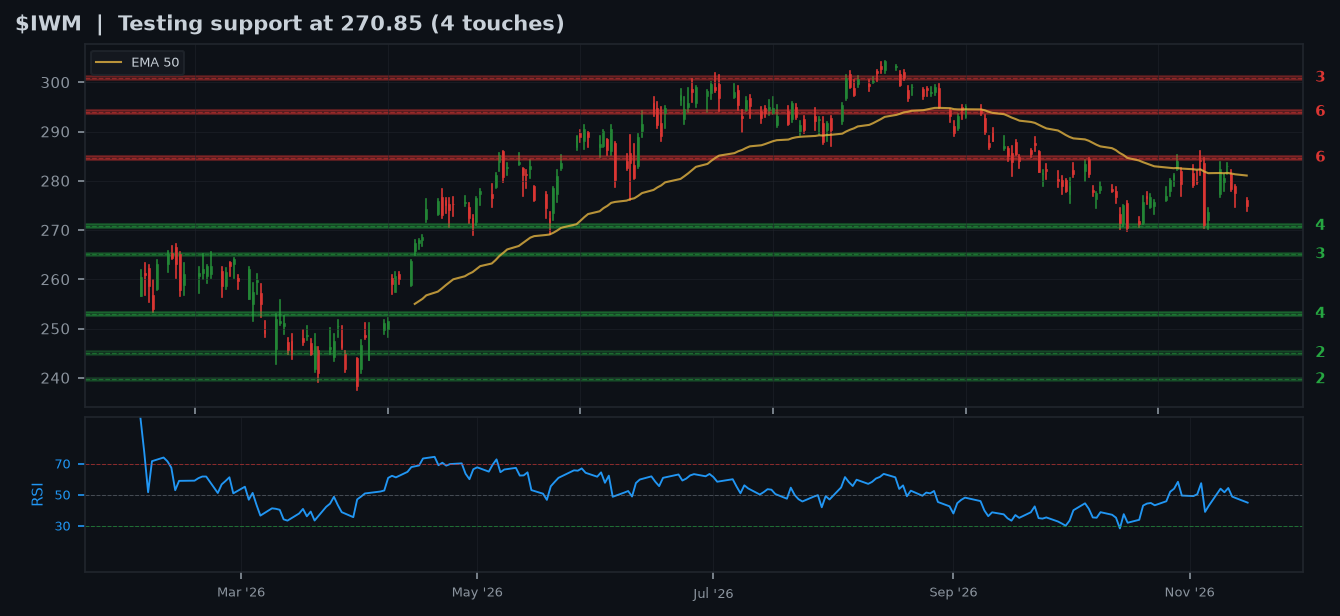 $IWM | Testing support at 270.85 (4 touches)
EMA 50
300
290
280
270
260
250
240
3
6
6
4
3
4
2
2
RSI
70
50
30
Mar '26
May '26
Jul '26
Sep '26
Nov '26